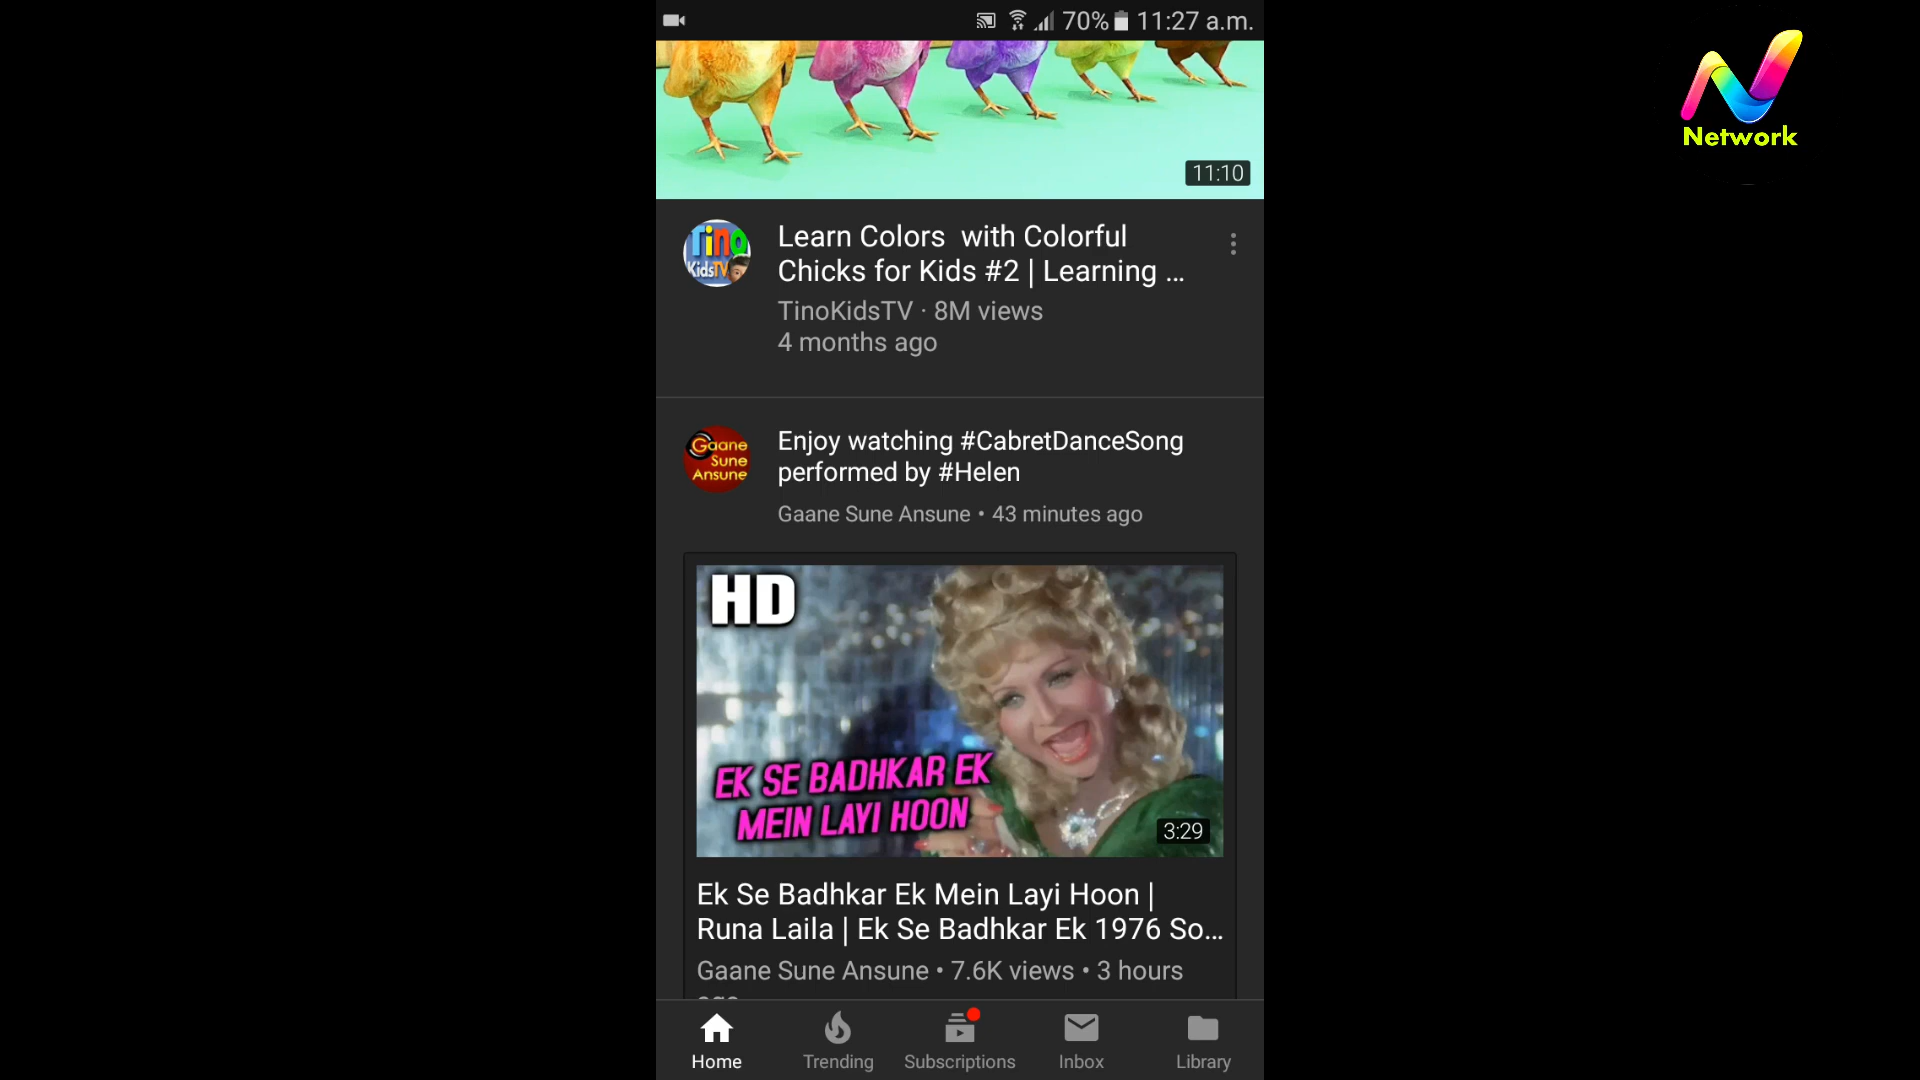 70% 11:27 a.m.
Network
11:10
Tino
KidsTV
Learn Colors  with Colorful
Chicks for Kids #2 | Learning ...
TinoKidsTV · 8M views
4 months ago
Gaane
Sune
Ansune
Enjoy watching #CabretDanceSong
performed by #Helen
Gaane Sune Ansune • 43 minutes ago
HD
EK SE BADHKAR EK
MEIN LAYI HOON
3:29
Ek Se Badhkar Ek Mein Layi Hoon |
Runa Laila | Ek Se Badhkar Ek 1976 So...
Gaane Sune Ansune • 7.6K views • 3 hours
ago
Home
Trending
Subscriptions
Inbox
Library